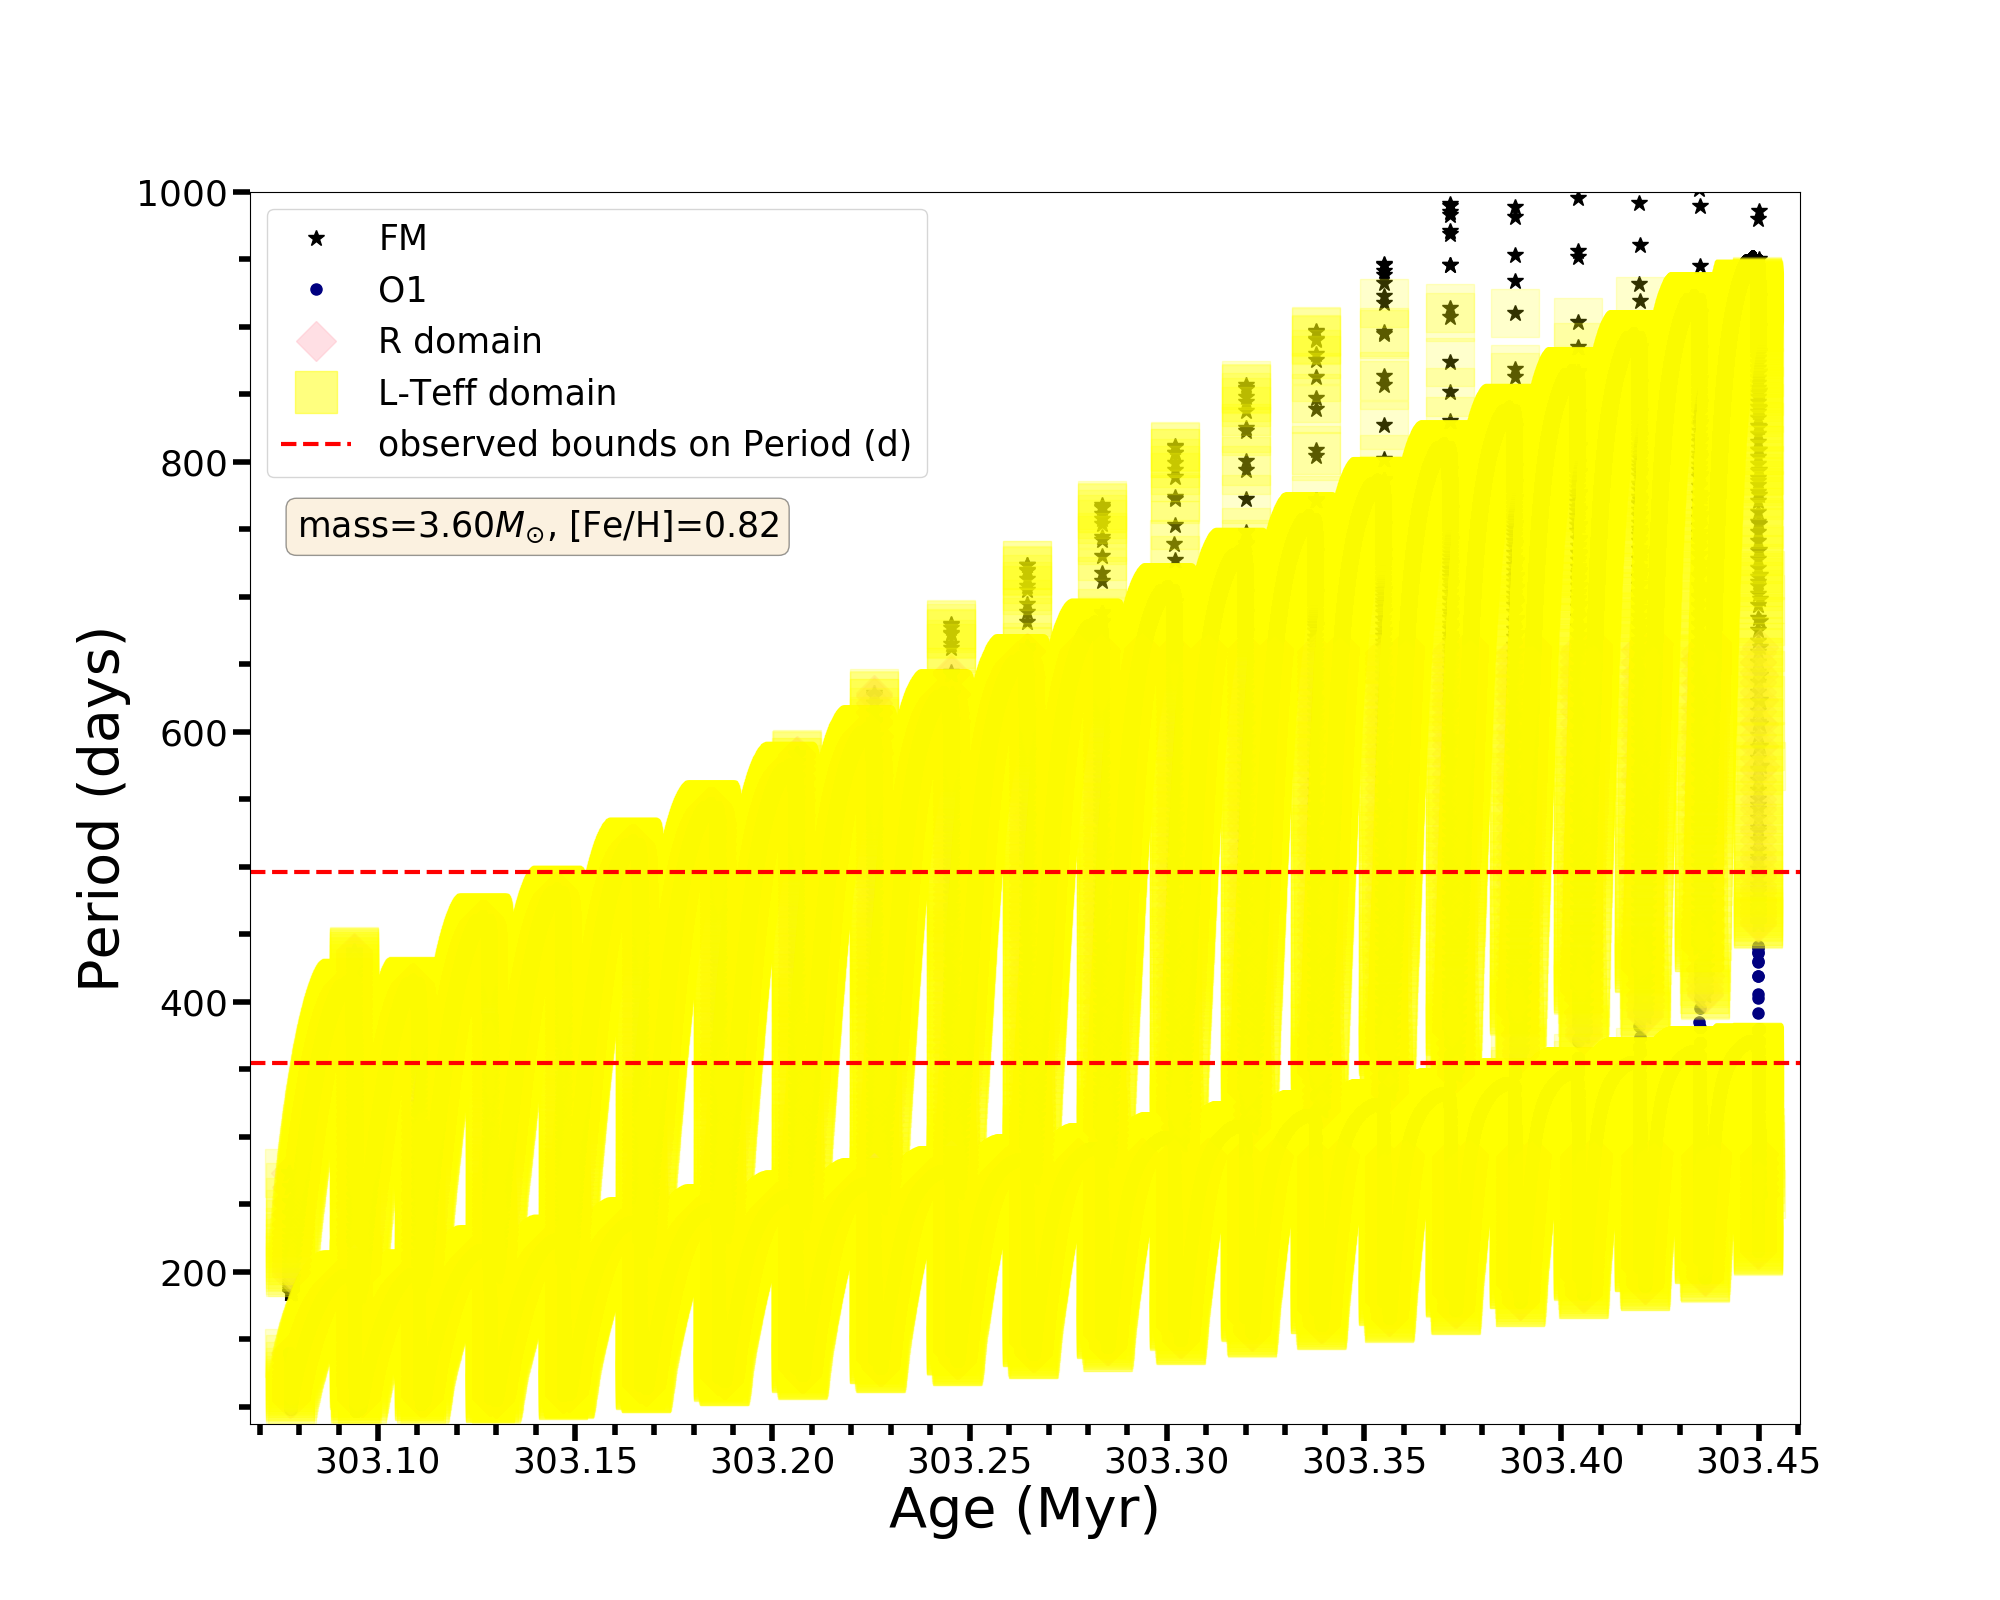 1000
800
600
400
200
Period (days)
FM
O1
R domain
L-Teff domain
observed bounds on Period (d)
mass=3.60M⊙, [Fe/H]=0.82
303.10 303.15 303.20 303.25 303.30 303.35 303.40 303.45
Age (Myr)